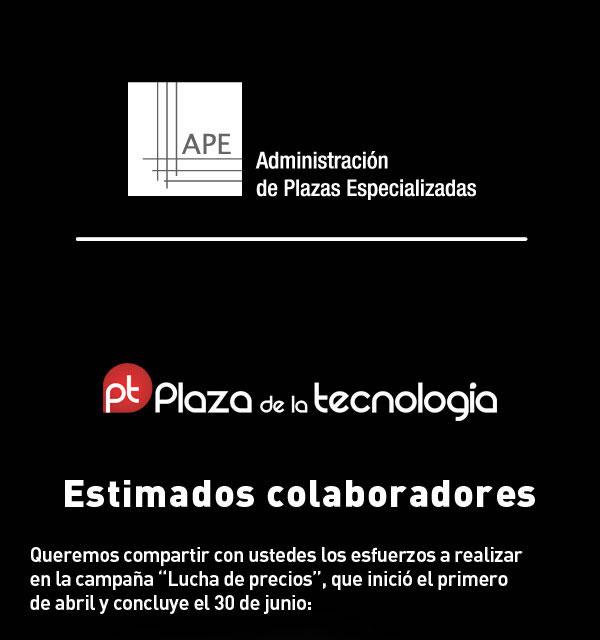 APE
Administración
de Plazas Especializadas
pt Plaza de la tecnologia
Estimados colaboradores
Queremos compartir con ustedes los esfuerzos a realizar
en la campaña “Lucha de precios”, que inició el primero
de abril y concluye el 30 de junio: